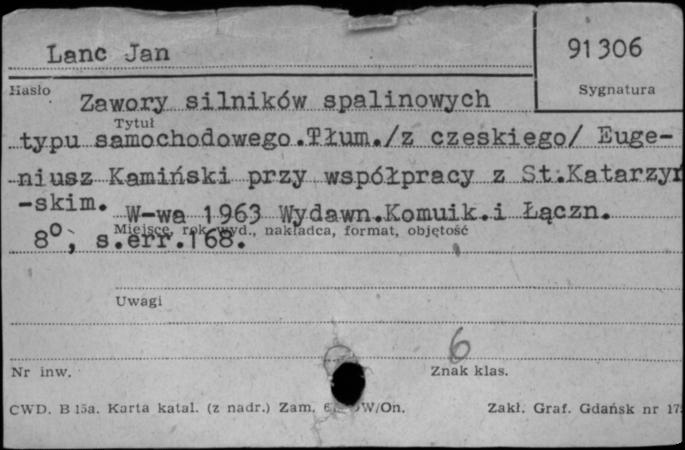 Lanc Jan
91306
Hasło
Sygnatura
Zawory silników spalinowych
Tytuł
typu samochodowego.Tłum./z czeskiego/ Euge-
niusz Kamiński przy współpracy z St.Katarzyń
-skim.
W-wa 1963 Wydawn.Komuik.i Łączn.
Miejsce, rok wyd., nakładca, format, objętość
8°, s.err.168.
Uwagi
6
Nr inw.
Znak klas.
CWD. B 15a. Karta katal. (z nadr.) Zam. W/On.
Zakł. Graf. Gdańsk nr 17